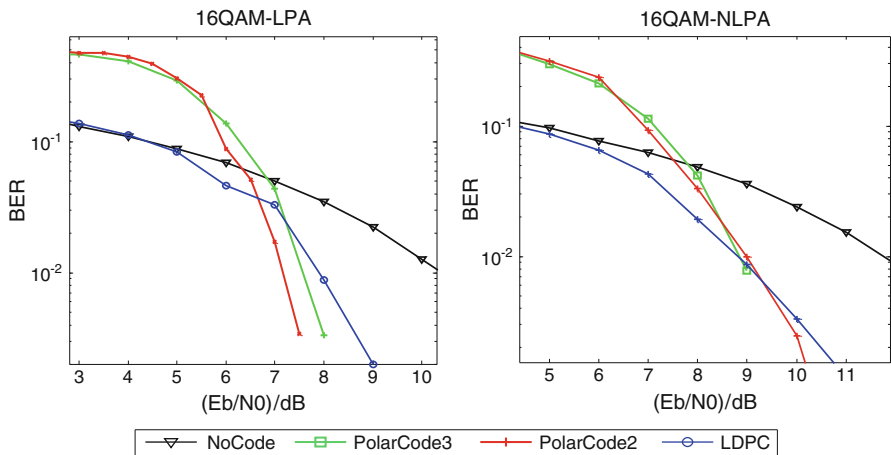 16QAM-LPA
16QAM-NLPA
BER
10^-1
10^-2
3 4 5 6 7 8 9 10
(Eb/N0)/dB
BER
10^-1
10^-2
5 6 7 8 9 10 11
(Eb/N0)/dB
NoCode PolarCode3 PolarCode2 LDPC